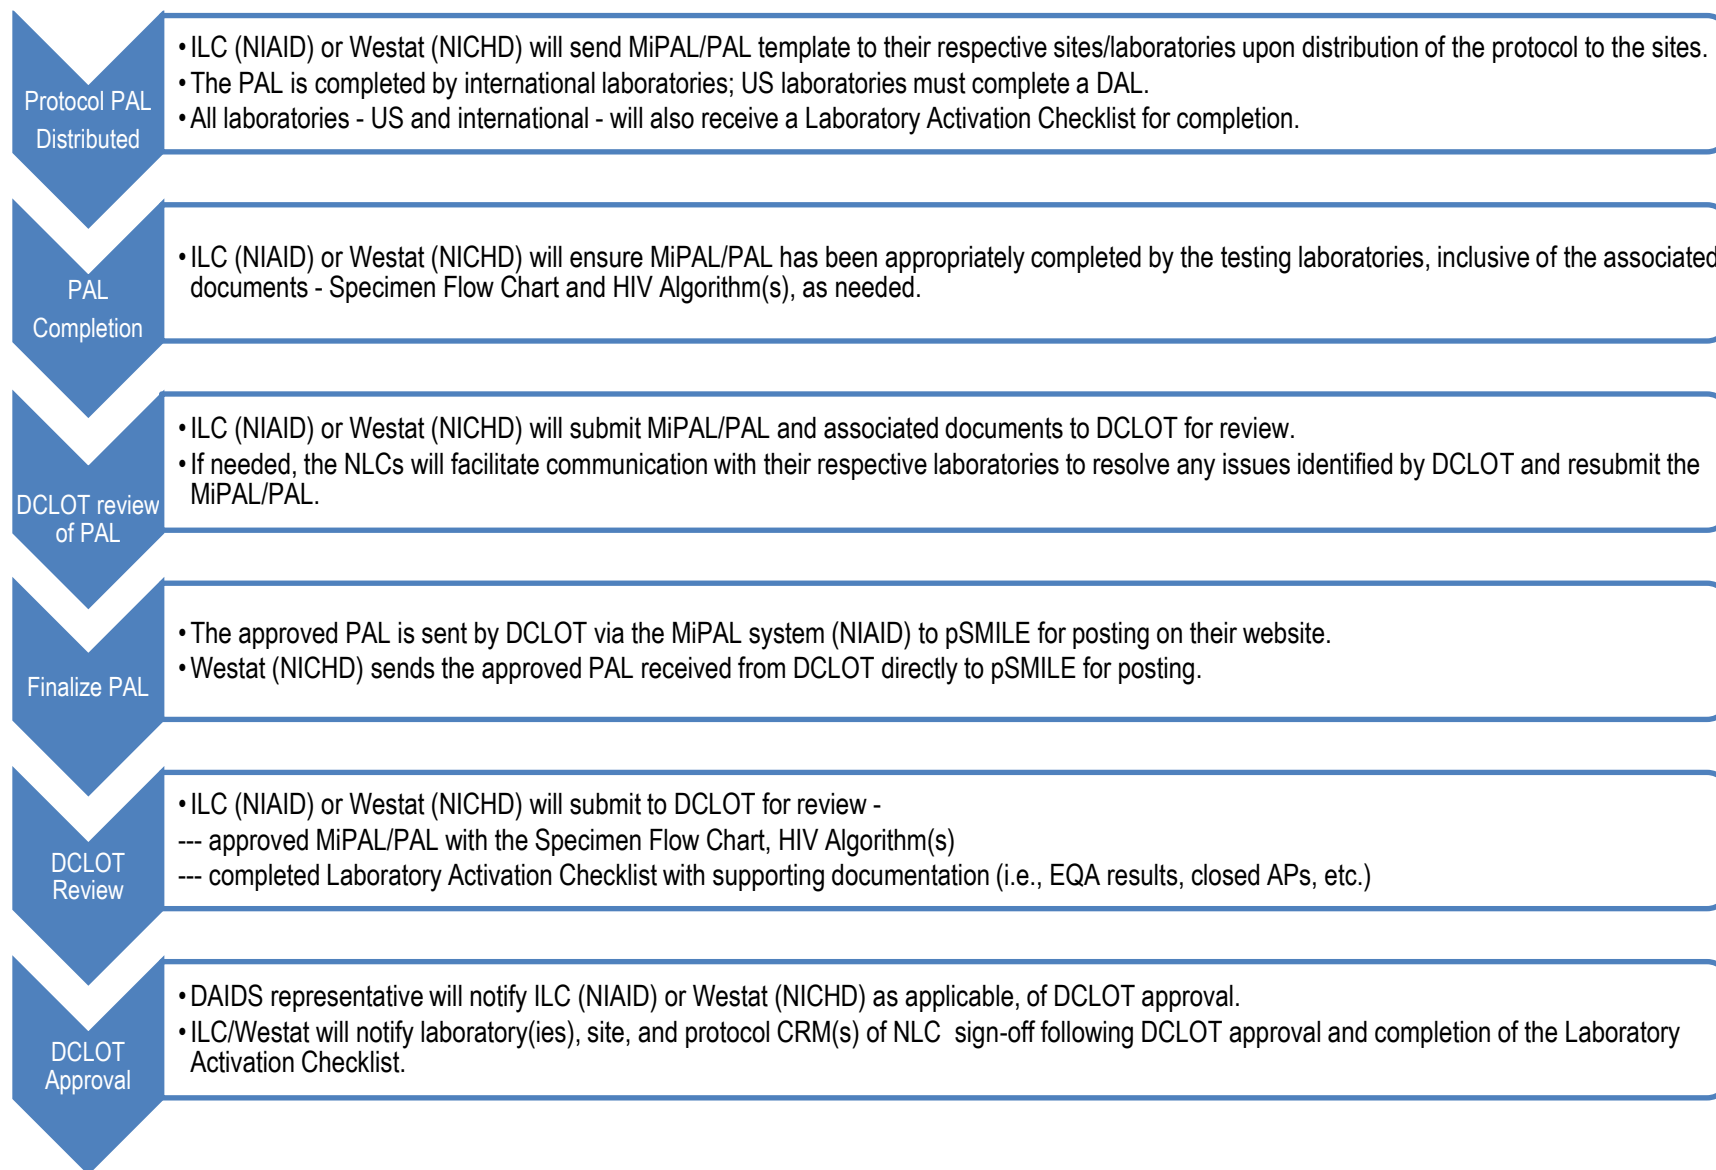 Protocol PAL
Distributed
• ILC (NIAID) or Westat (NICHD) will send MiPAL/PAL template to their respective sites/laboratories upon distribution of the protocol to the sites.
• The PAL is completed by international laboratories; US laboratories must complete a DAL.
• All laboratories - US and international - will also receive a Laboratory Activation Checklist for completion.
PAL
Completion
• ILC (NIAID) or Westat (NICHD) will ensure MiPAL/PAL has been appropriately completed by the testing laboratories, inclusive of the associated
documents - Specimen Flow Chart and HIV Algorithm(s), as needed.
DCLOT review
of PAL
• ILC (NIAID) or Westat (NICHD) will submit MiPAL/PAL and associated documents to DCLOT for review.
• If needed, the NLCs will facilitate communication with their respective laboratories to resolve any issues identified by DCLOT and resubmit the
MiPAL/PAL.
Finalize PAL
• The approved PAL is sent by DCLOT via the MiPAL system (NIAID) to pSMILE for posting on their website.
• Westat (NICHD) sends the approved PAL received from DCLOT directly to pSMILE for posting.
DCLOT
Review
• ILC (NIAID) or Westat (NICHD) will submit to DCLOT for review -
--- approved MiPAL/PAL with the Specimen Flow Chart, HIV Algorithm(s)
--- completed Laboratory Activation Checklist with supporting documentation (i.e., EQA results, closed APs, etc.)
DCLOT
Approval
• DAIDS representative will notify ILC (NIAID) or Westat (NICHD) as applicable, of DCLOT approval.
• ILC/Westat will notify laboratory(ies), site, and protocol CRM(s) of NLC sign-off following DCLOT approval and completion of the Laboratory
Activation Checklist.